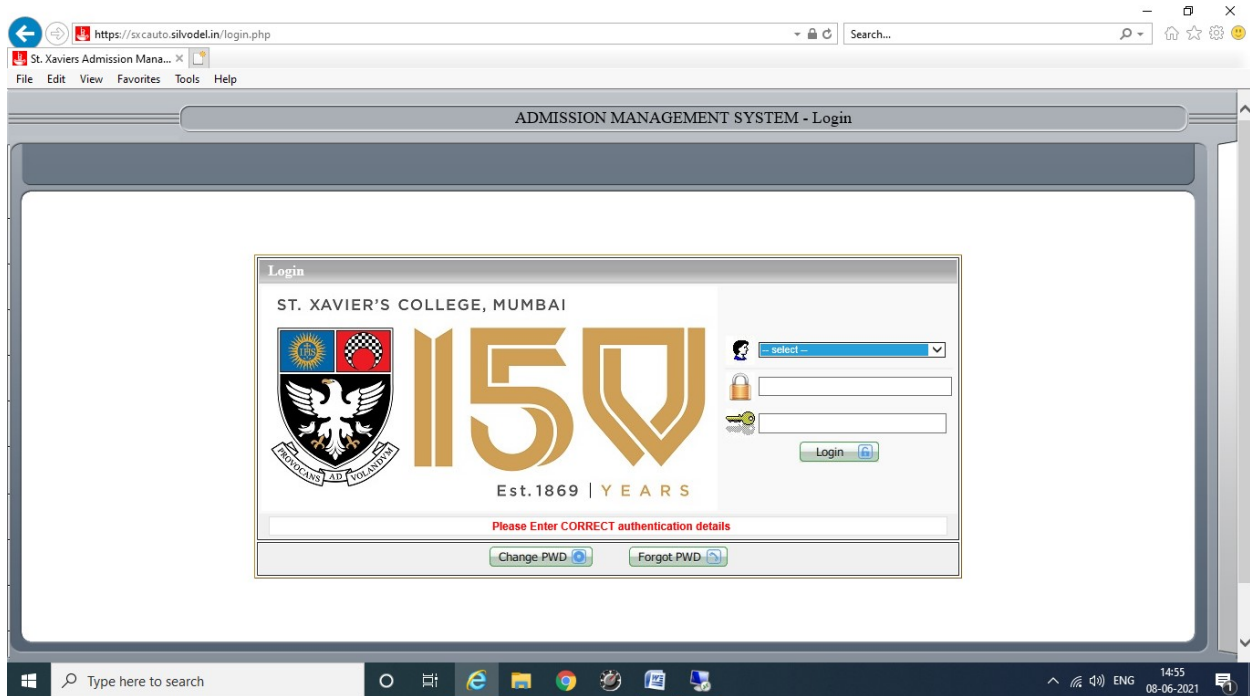 https://sxcauto.silvodel.in/login.php
Search...
St. Xaviers Admission Mana...
File Edit View Favorites Tools Help
ADMISSION MANAGEMENT SYSTEM - Login
Login
ST. XAVIER'S COLLEGE, MUMBAI
IHS
150
PROVOCANS AD VOLANDVM
Est.1869 | YEARS
-- select --
Login
Please Enter CORRECT authentication details
Change PWD
Forgot PWD
Type here to search
ENG
14:55
08-06-2021
1